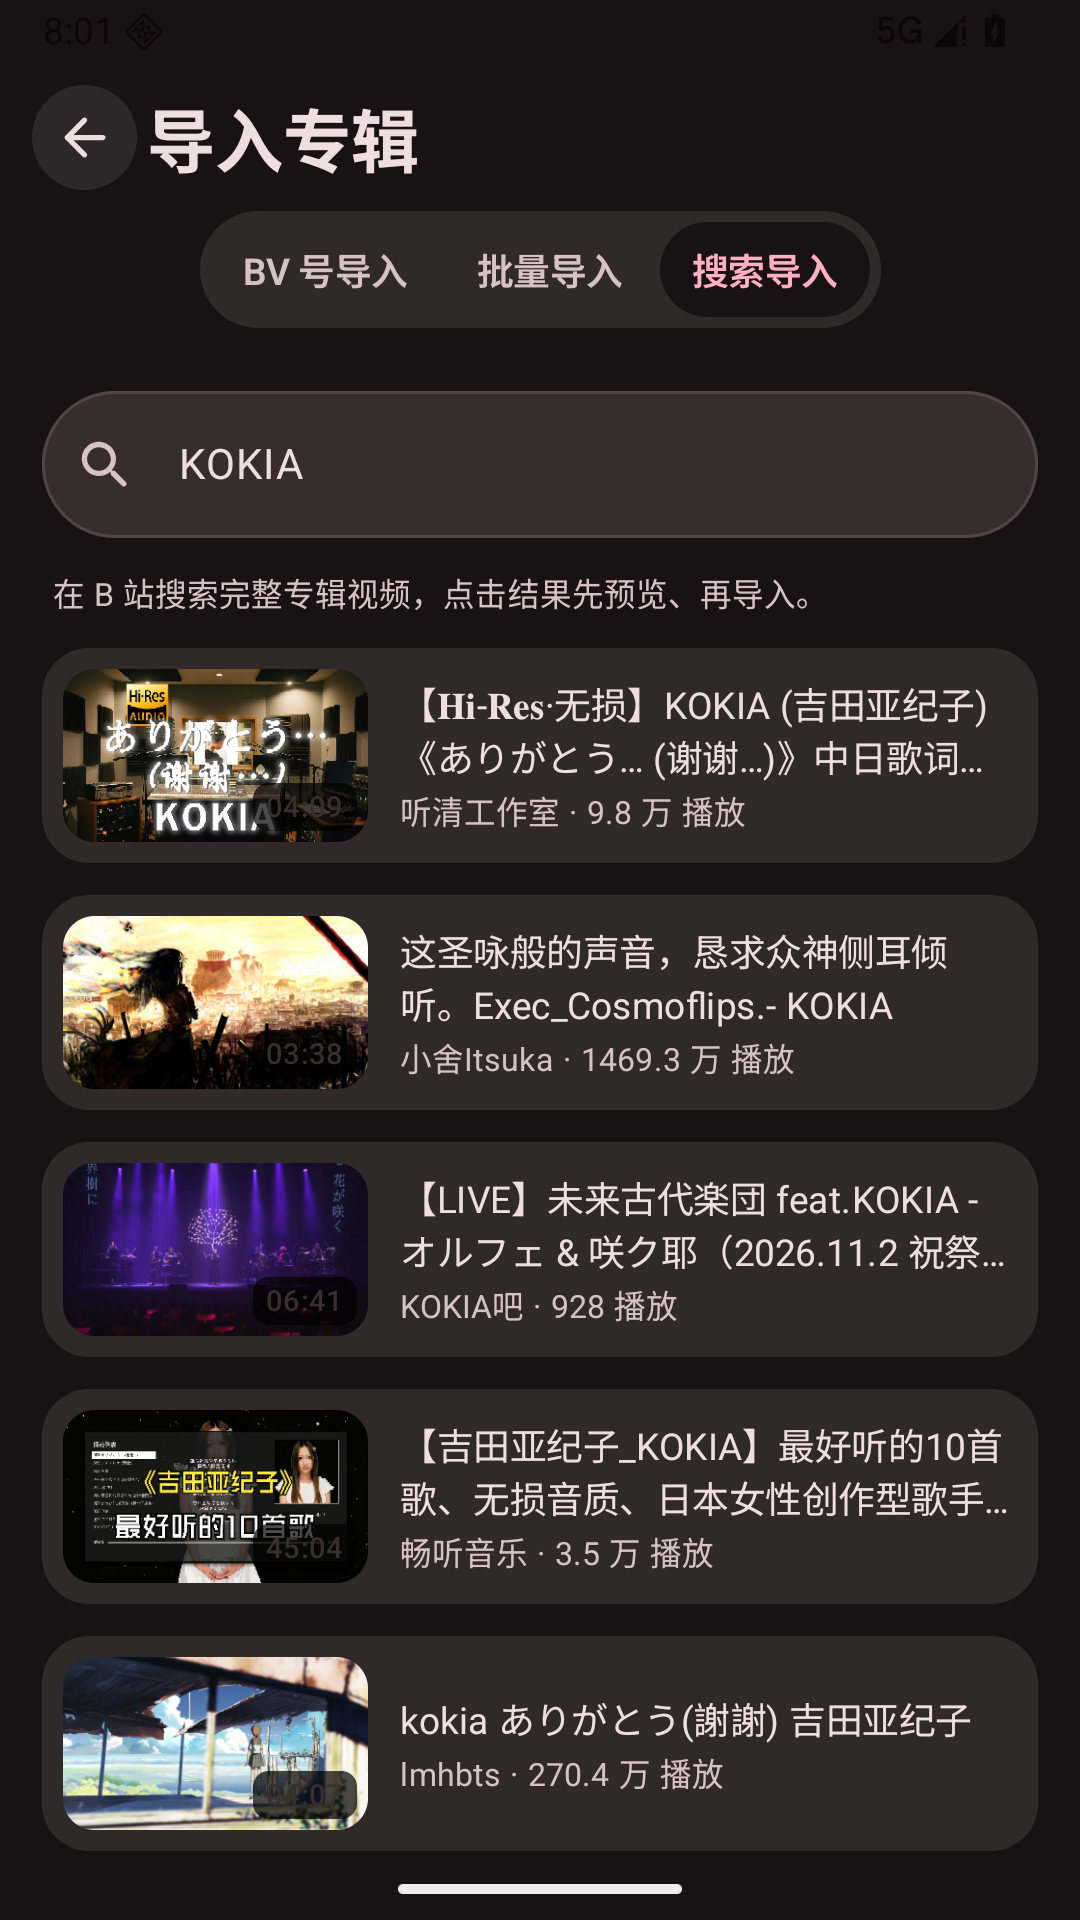 8:01
5G
导入专辑
BV 号导入
批量导入
搜索导入
KOKIA
在 B 站搜索完整专辑视频，点击结果先预览、再导入。
Hi-Res
AUDIO
ありがとう…
(谢谢…)
KOKIA
04:09
【Hi-Res·无损】KOKIA (吉田亚纪子)
《ありがとう... (谢谢...)》中日歌词...
听清工作室 · 9.8 万 播放
03:38
这圣咏般的声音，恳求众神侧耳倾
听。Exec_Cosmoflips.- KOKIA
小舍Itsuka · 1469.3 万 播放
界樹に
花が咲く
06:41
【LIVE】未来古代楽団 feat.KOKIA -
オルフェ & 咲ク耶（2026.11.2 祝祭...
KOKIA吧 · 928 播放
《吉田亚纪子》
最好听的10首歌
45:04
【吉田亚纪子_KOKIA】最好听的10首
歌、无损音质、日本女性创作型歌手...
畅听音乐 · 3.5 万 播放
kokia ありがとう(謝謝) 吉田亚纪子
lmhbts · 270.4 万 播放